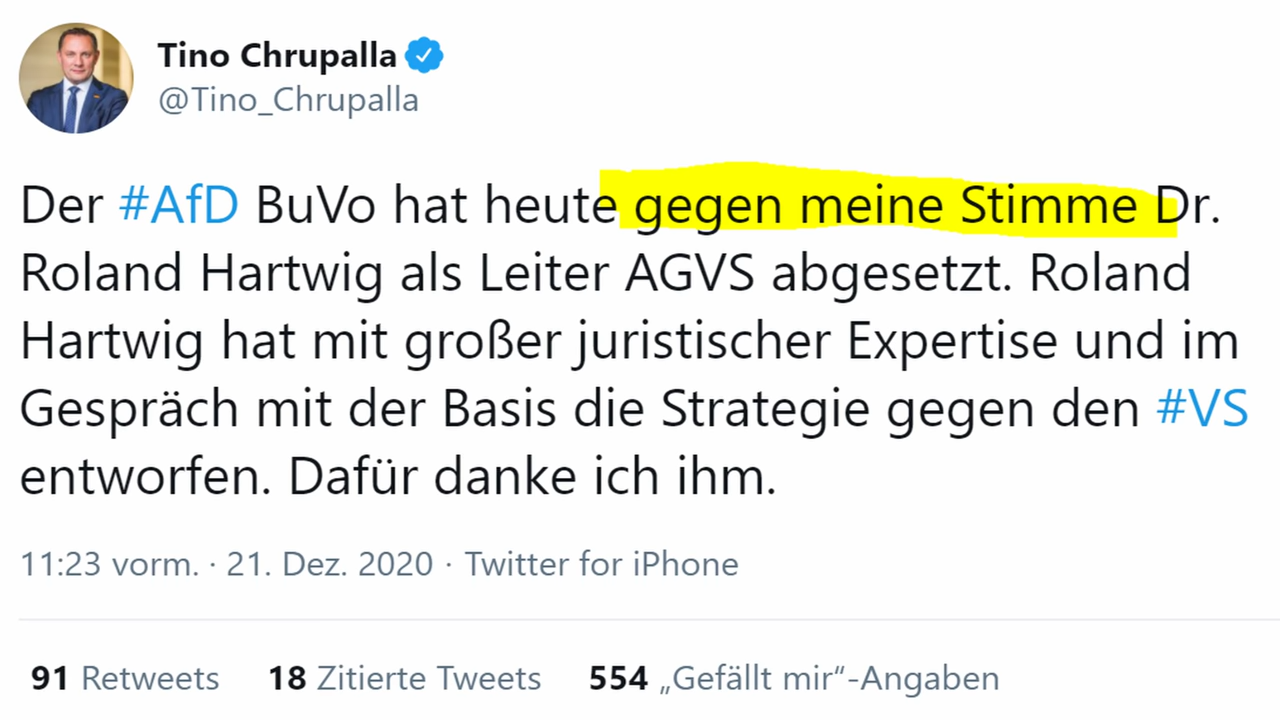 Tino Chrupalla
@Tino_Chrupalla
Der #AfD BuVo hat heute gegen meine Stimme Dr.
Roland Hartwig als Leiter AGVS abgesetzt. Roland
Hartwig hat mit großer juristischer Expertise und im
Gespräch mit der Basis die Strategie gegen den #VS
entworfen. Dafür danke ich ihm.
11:23 vorm. · 21. Dez. 2020 · Twitter for iPhone
91 Retweets 18 Zitierte Tweets 554 „Gefällt mir“-Angaben